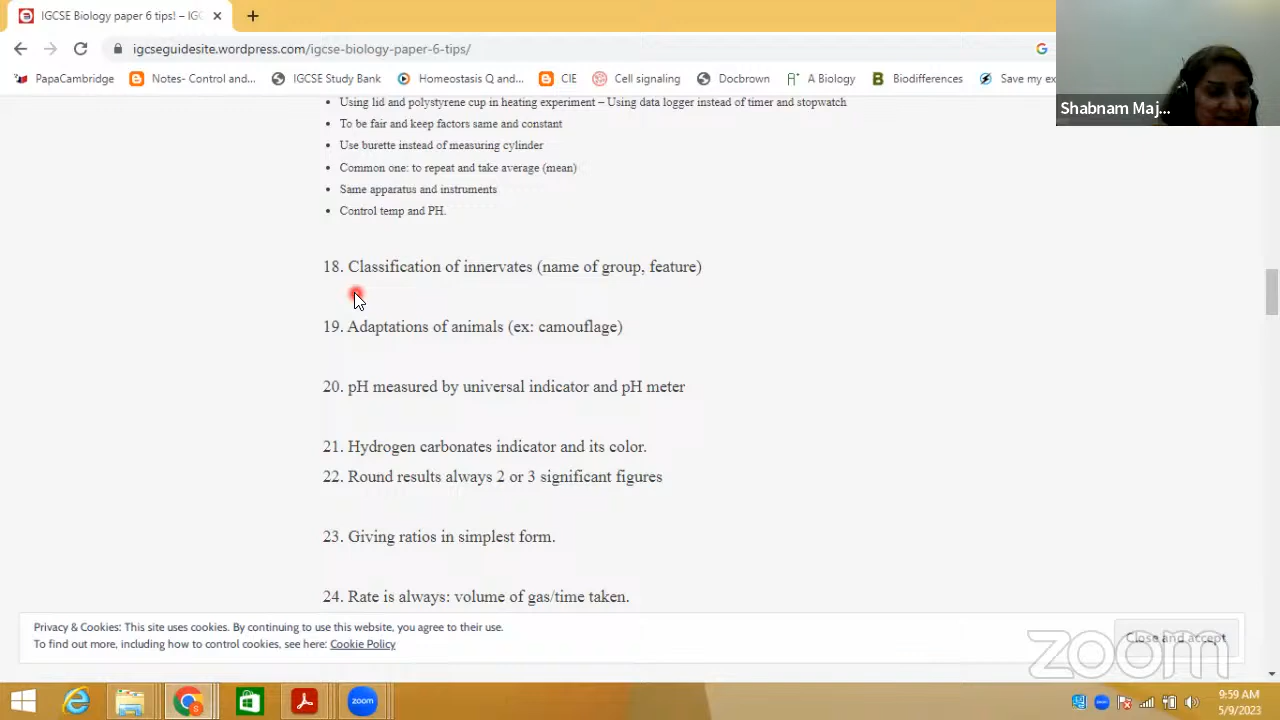 IGCSE Biology paper 6 tips! – IGC
igcseguidesite.wordpress.com/igcse-biology-paper-6-tips/
PapaCambridge
Notes- Control and...
IGCSE Study Bank
Homeostasis Q and...
CIE
Cell signaling
Docbrown
A Biology
Biodifferences
Save my ex
Shabnam Maj...
Using lid and polystyrene cup in heating experiment – Using data logger instead of timer and stopwatch
To be fair and keep factors same and constant
Use burette instead of measuring cylinder
Common one: to repeat and take average (mean)
Same apparatus and instruments
Control temp and PH.
18. Classification of innervates (name of group, feature)
19. Adaptations of animals (ex: camouflage)
20. pH measured by universal indicator and pH meter
21. Hydrogen carbonates indicator and its color.
22. Round results always 2 or 3 significant figures
23. Giving ratios in simplest form.
24. Rate is always: volume of gas/time taken.
Privacy & Cookies: This site uses cookies. By continuing to use this website, you agree to their use.
To find out more, including how to control cookies, see here: Cookie Policy
Close and accept
zoom
zoom
9:59 AM
5/9/2023